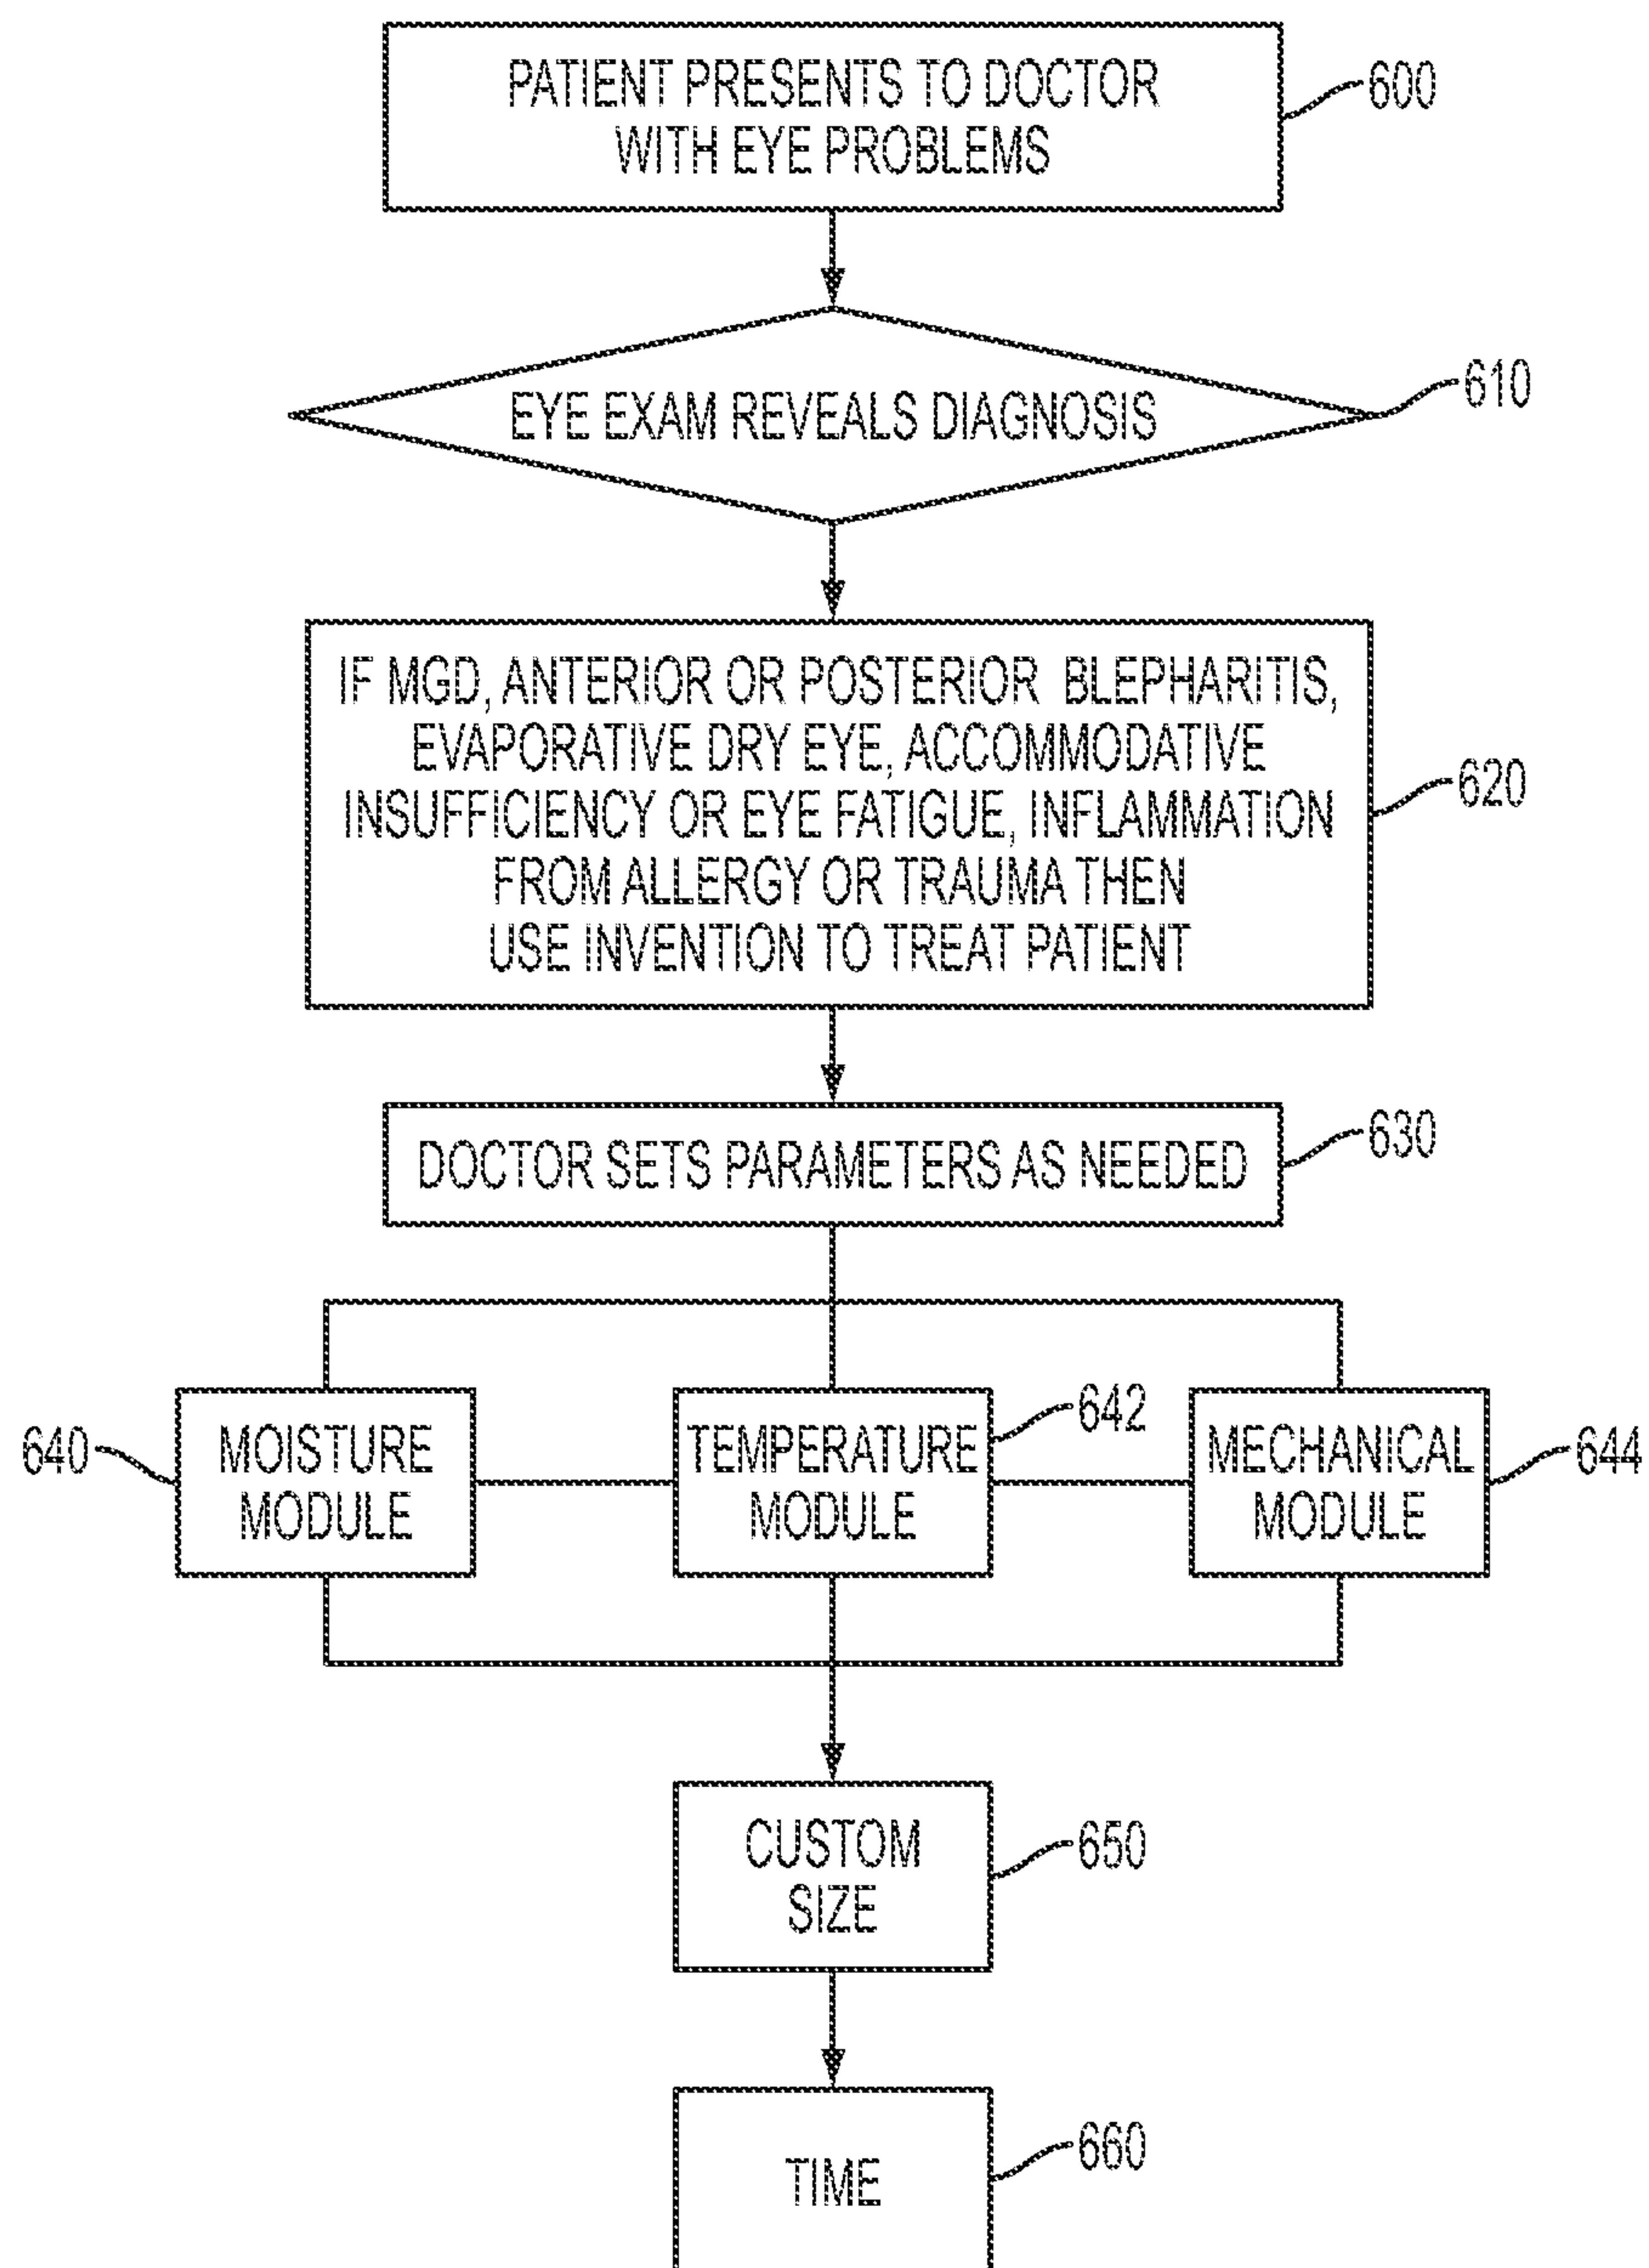 PATIENT PRESENTS TO DOCTOR
WITH EYE PROBLEMS
600
EYE EXAM REVEALS DIAGNOSIS
610
IF MGD, ANTERIOR OR POSTERIOR BLEPHARITIS,
EVAPORATIVE DRY EYE, ACCOMMODATIVE
INSUFFICIENCY OR EYE FATIGUE, INFLAMMATION
FROM ALLERGY OR TRAUMA THEN
USE INVENTION TO TREAT PATIENT
620
DOCTOR SETS PARAMETERS AS NEEDED
630
640
MOISTURE
MODULE
TEMPERATURE
MODULE
642
MECHANICAL
MODULE
644
CUSTOM
SIZE
650
TIME
660